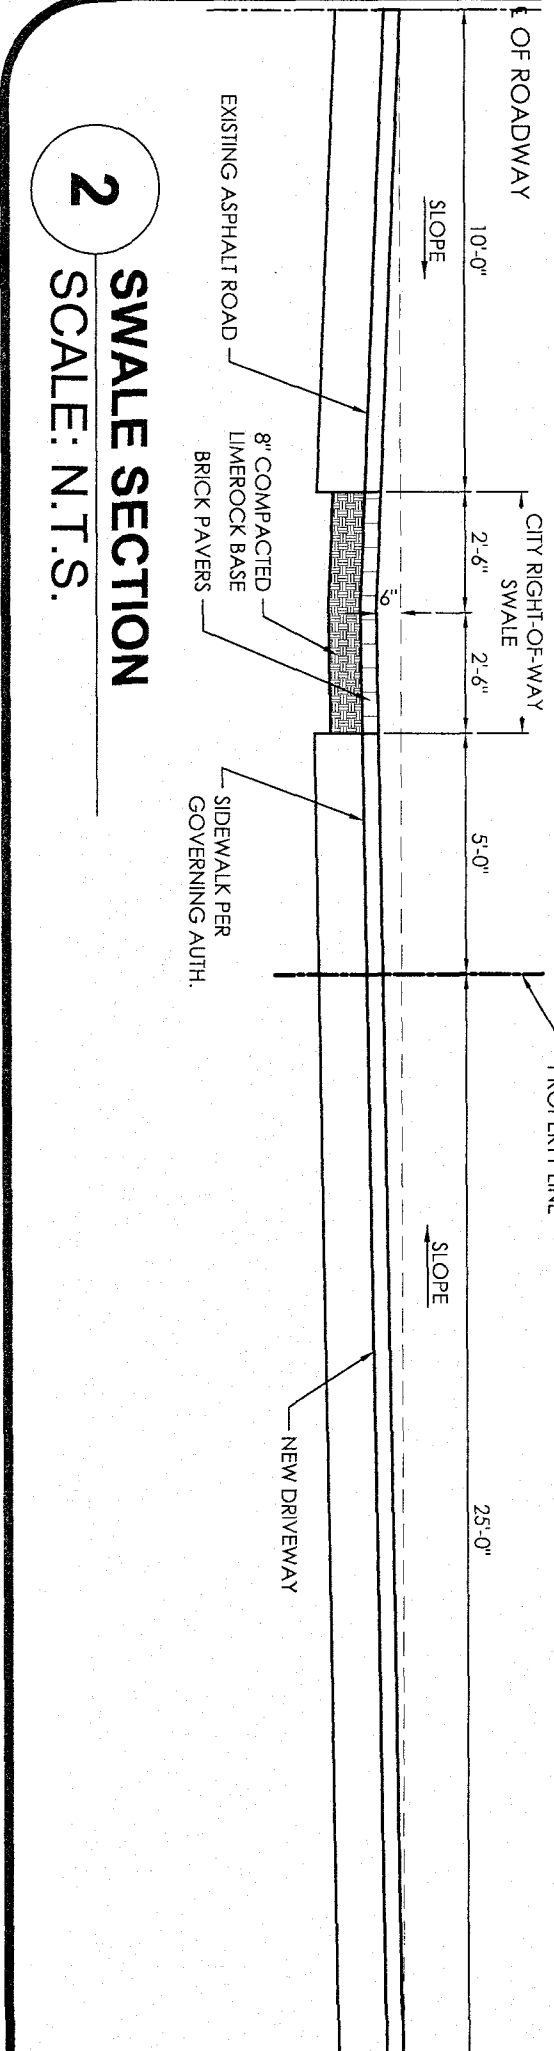 ℄ OF ROADWAY
10'-0"
CITY RIGHT-OF-WAY
SWALE
2'-6"
2'-6"
5'-0"
25'-0"
SLOPE
SLOPE
6"
EXISTING ASPHALT ROAD
8" COMPACTED
LIMEROCK BASE
BRICK PAVERS
SIDEWALK PER
GOVERNING AUTH.
NEW DRIVEWAY
PROPERTY LINE
2
SWALE SECTION
SCALE: N.T.S.